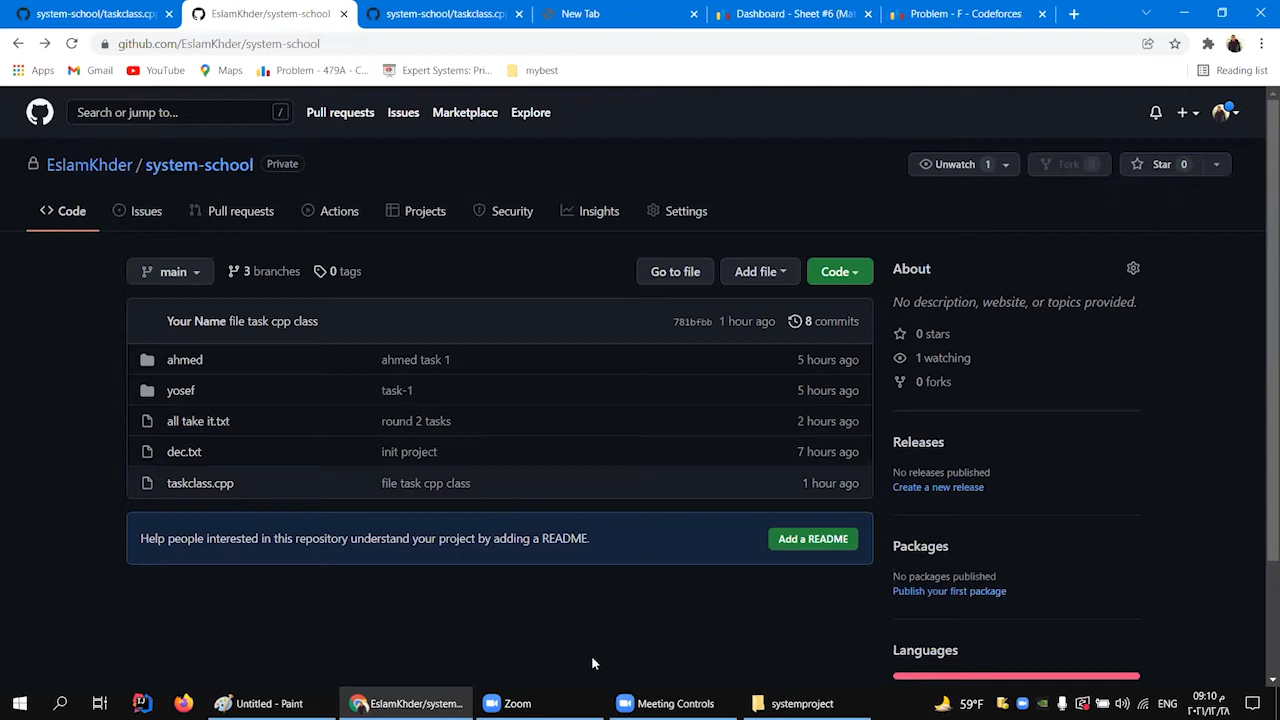 system-school/taskclass.cp
EslamKhder/system-school
system-school/taskclass.cp
New Tab
Dashboard - Sheet #6 (Ma
Problem - F - Codeforces
github.com/EslamKhder/system-school
Apps
Gmail
YouTube
Maps
Problem - 479A - C...
Expert Systems: Pri...
mybest
Reading list
Search or jump to...
/
Pull requests
Issues
Marketplace
Explore
EslamKhder / system-school
Private
Unwatch 1
Fork 0
Star 0
Code
Issues
Pull requests
Actions
Projects
Security
Insights
Settings
main
3 branches
0 tags
Go to file
Add file
Code
Your Name file task cpp class
781bfbb 1 hour ago
8 commits
ahmed
ahmed task 1
5 hours ago
yosef
task-1
5 hours ago
all take it.txt
round 2 tasks
2 hours ago
dec.txt
init project
7 hours ago
taskclass.cpp
file task cpp class
1 hour ago
Help people interested in this repository understand your project by adding a README.
Add a README
About
No description, website, or topics provided.
0 stars
1 watching
0 forks
Releases
No releases published
Create a new release
Packages
No packages published
Publish your first package
Languages
Untitled - Paint
EslamKhder/system...
Zoom
Meeting Controls
systemproject
59°F
09:10 م
٢٠٢١/١٢/٢٨